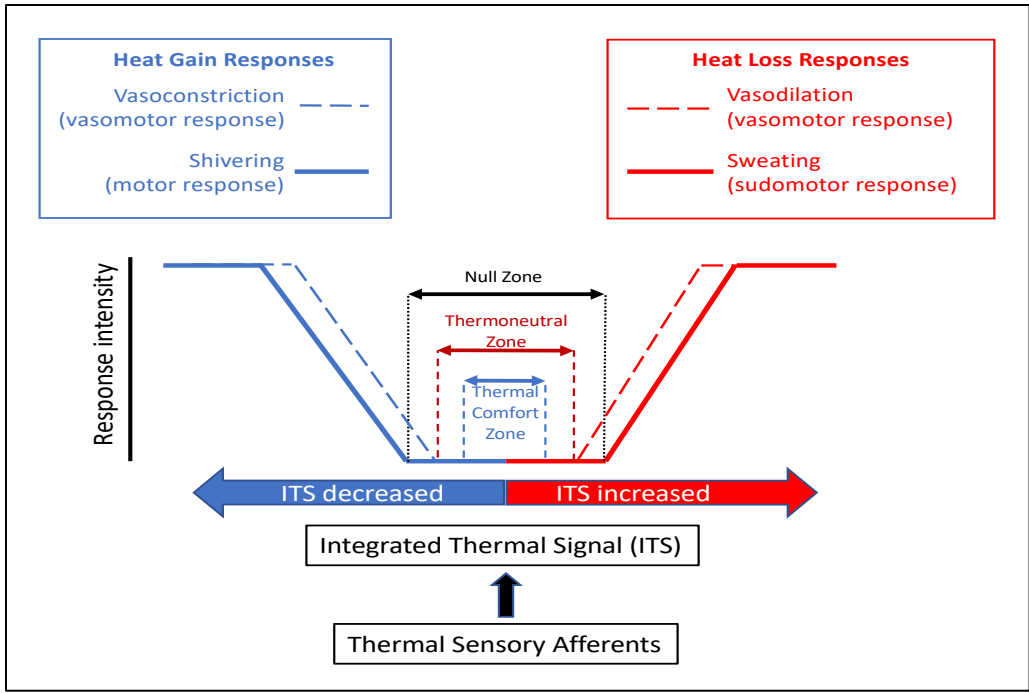 Heat Gain Responses
Vasoconstriction
(vasomotor response)
Shivering
(motor response)
Heat Loss Responses
Vasodilation
(vasomotor response)
Sweating
(sudomotor response)
Response intensity
Null Zone
Thermoneutral
Zone
Thermal
Comfort
Zone
ITS decreased
ITS increased
Integrated Thermal Signal (ITS)
Thermal Sensory Afferents